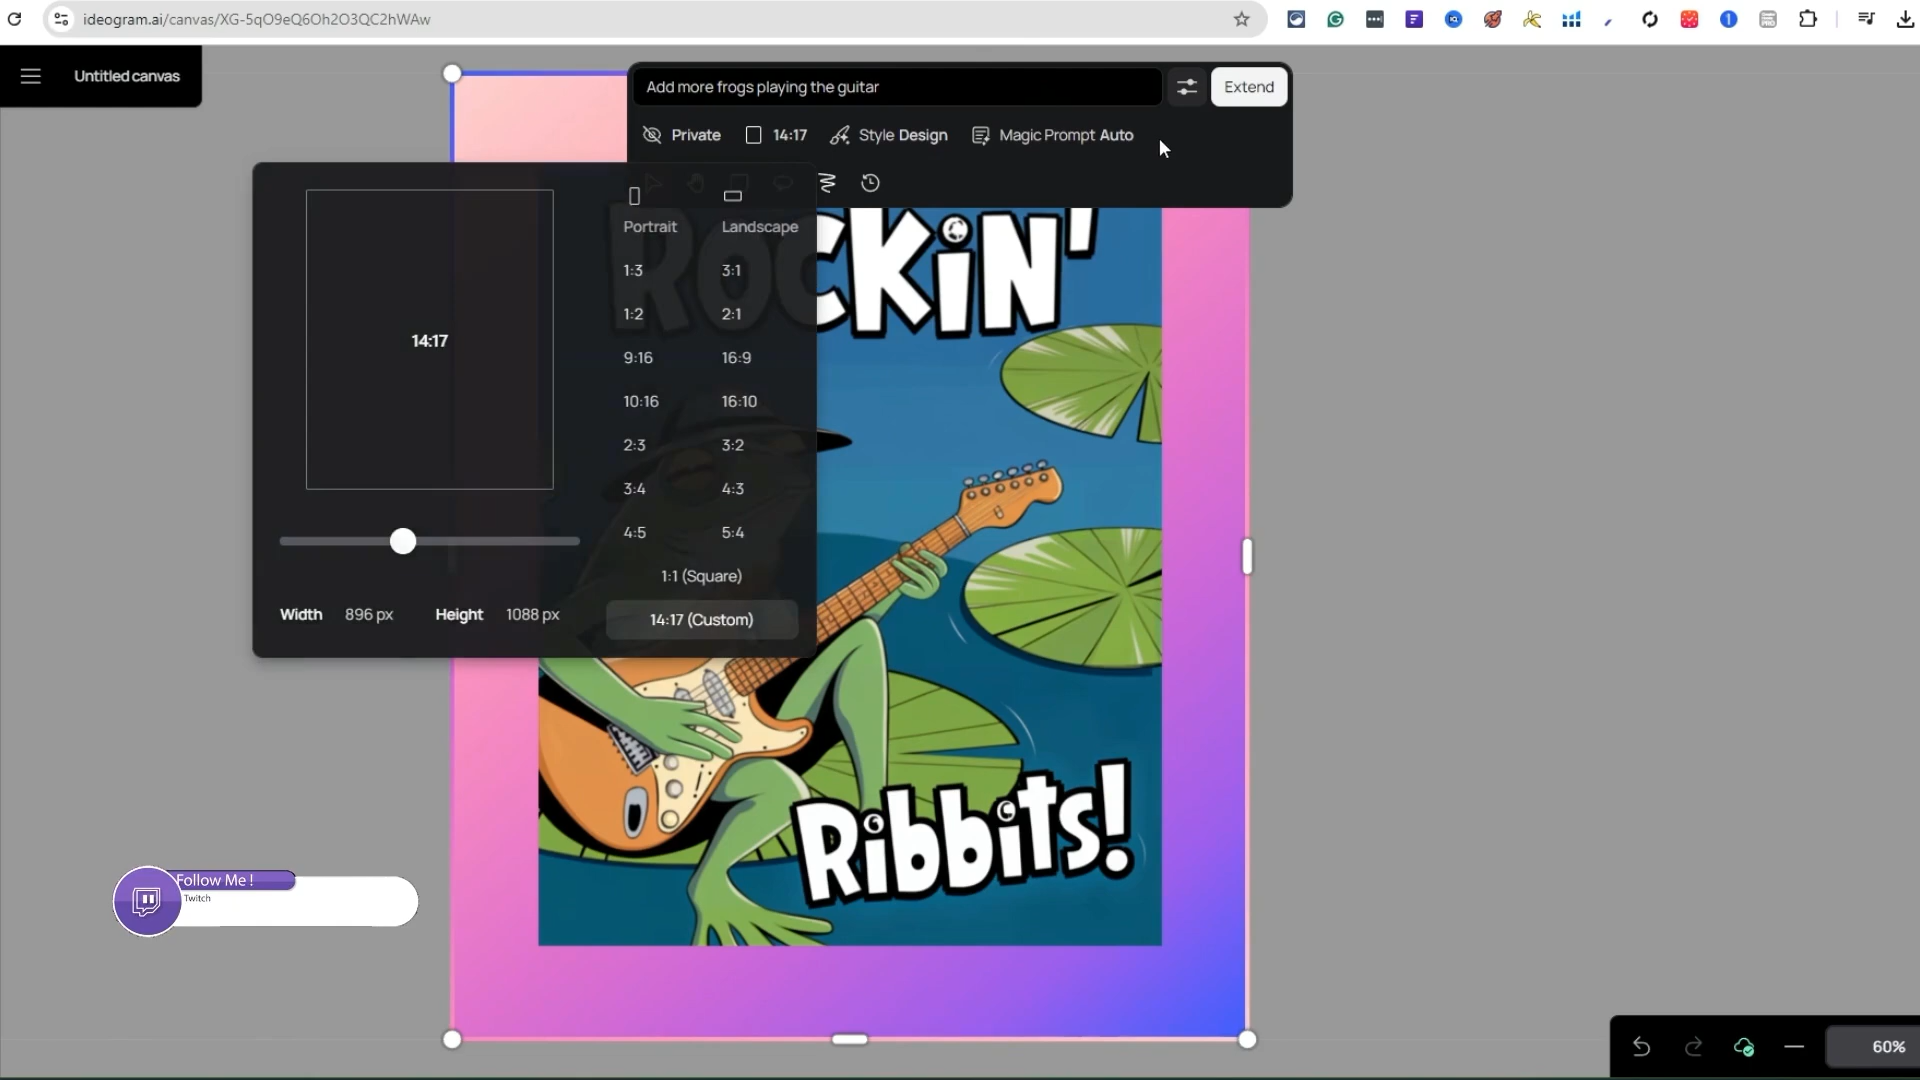 ideogram.ai/canvas/XG-5qO9eQ6Oh2O3QC2hWAw
Untitled canvas
Add more frogs playing the guitar
Extend
Private
14:17
Style Design
Magic Prompt Auto
Portrait
Landscape
1:3
3:1
1:2
2:1
9:16
16:9
10:16
16:10
2:3
3:2
3:4
4:3
4:5
5:4
1:1 (Square)
14:17 (Custom)
14:17
Width 896 px Height 1088 px
ROCKiN'
Ribbits!
Follow Me !
Twitch
60%